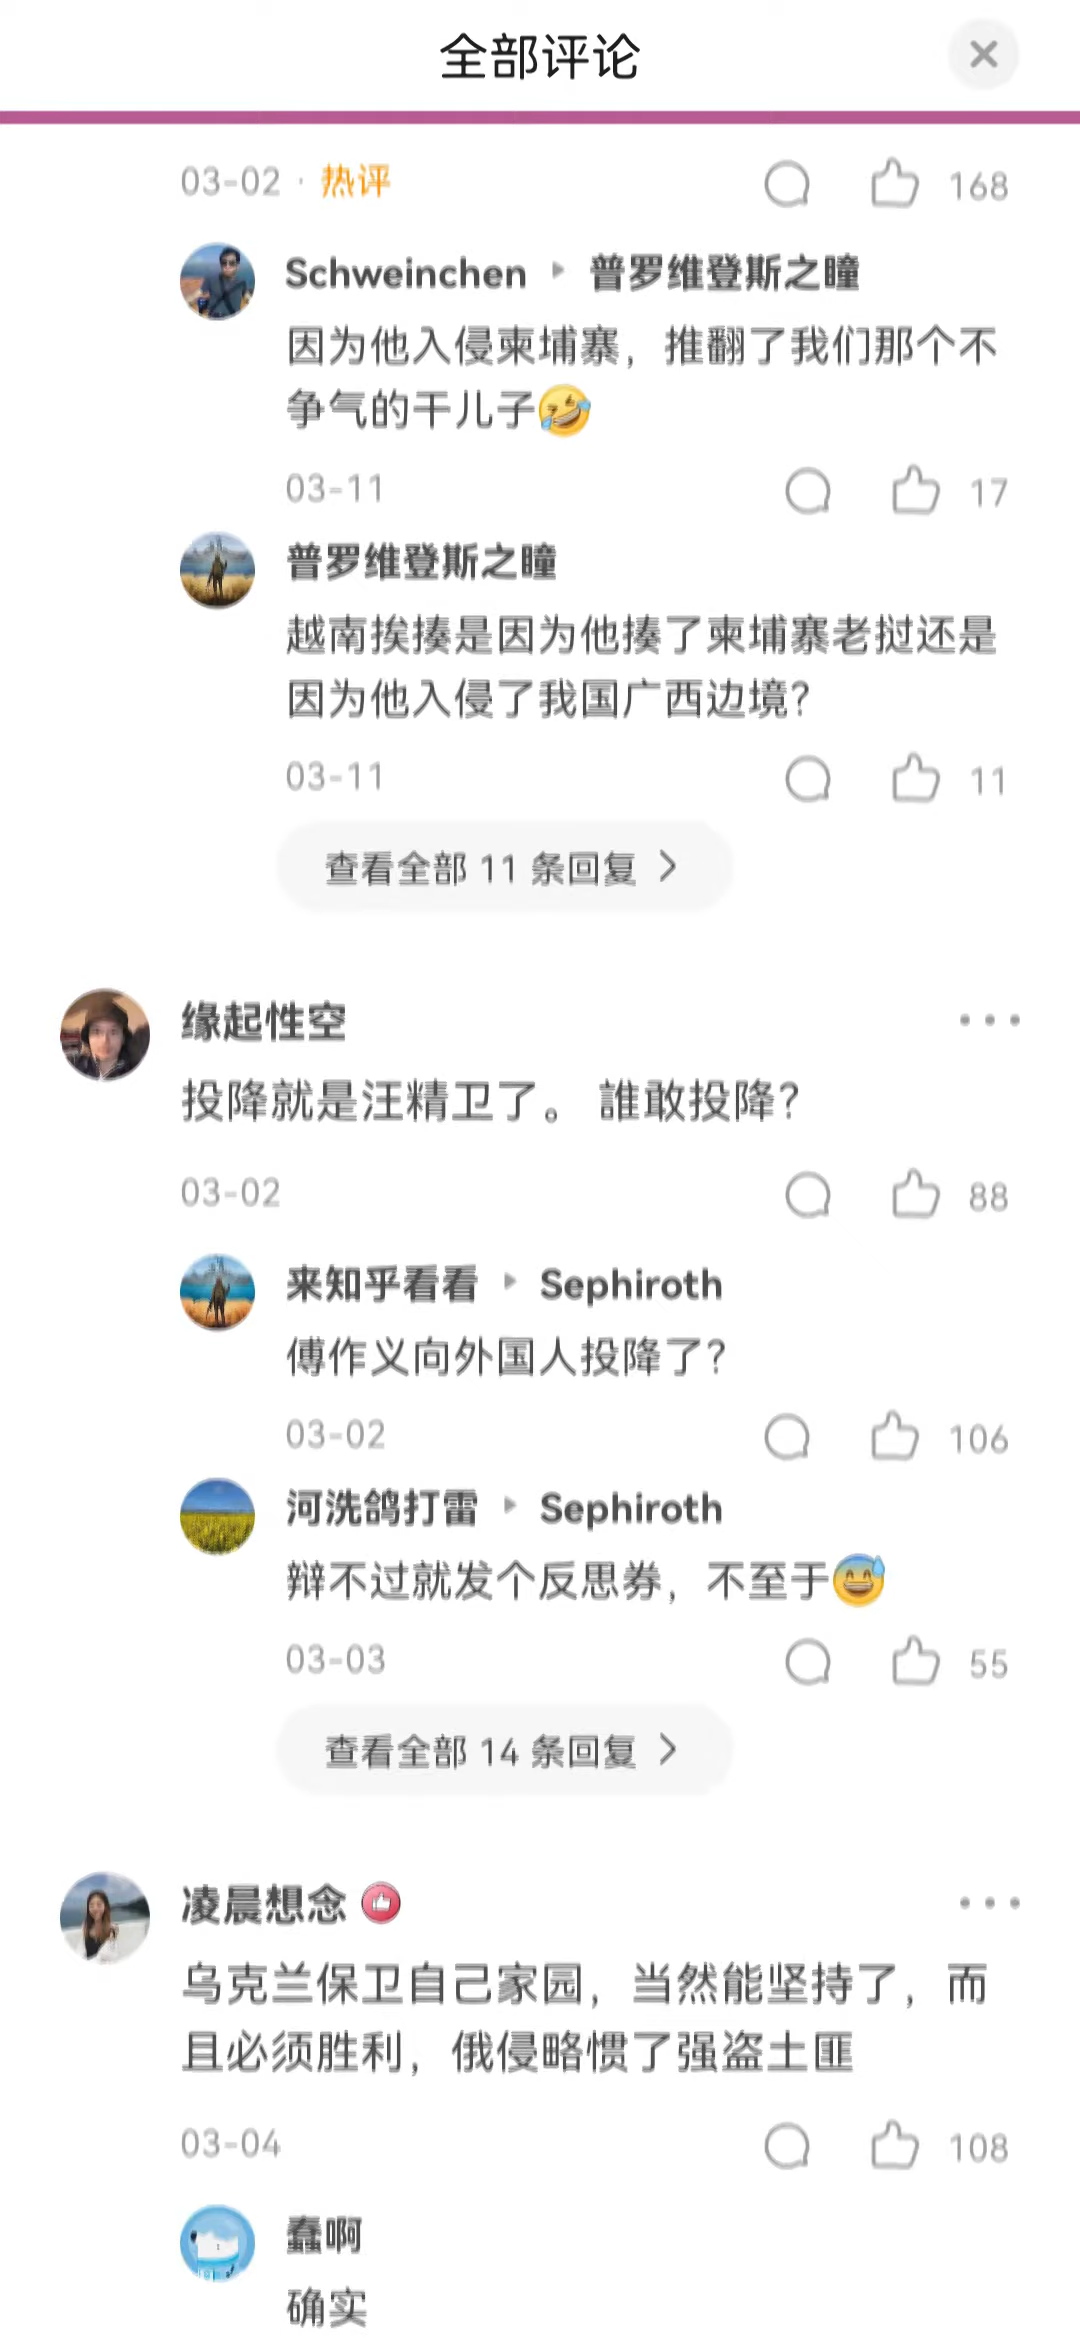 全部评论
03-02 · 热评
168
Schweinchen ▸ 普罗维登斯之瞳
因为他入侵柬埔寨，推翻了我们那个不
争气的干儿子🤣
03-11
17
普罗维登斯之瞳
越南挨揍是因为他揍了柬埔寨老挝还是
因为他入侵了我国广西边境？
03-11
11
查看全部 11 条回复 >
缘起性空
投降就是汪精卫了。 誰敢投降？
03-02
88
来知乎看看 ▸ Sephiroth
傅作义向外国人投降了？
03-02
106
河洗鸽打雷 ▸ Sephiroth
辩不过就发个反思券，不至于😅
03-03
55
查看全部 14 条回复 >
凌晨想念
乌克兰保卫自己家园，当然能坚持了，而
且必须胜利，俄侵略惯了强盗土匪
03-04
108
蠢啊
确实